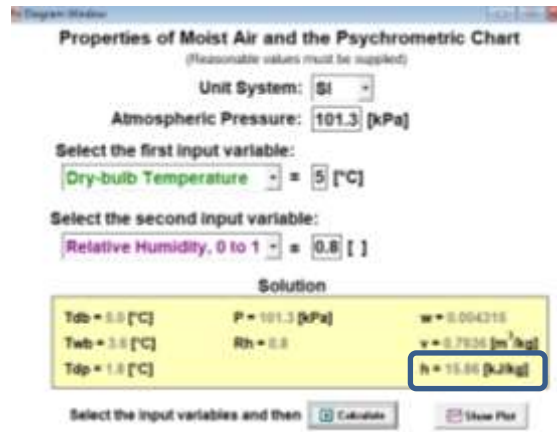 Diagram Window
Properties of Moist Air and the Psychrometric Chart
(Reasonable values must be supplied)
Unit System: SI
Atmospheric Pressure: 101.3 [kPa]
Select the first input variable:
Dry-bulb Temperature = 5 [°C]
Select the second input variable:
Relative Humidity, 0 to 1 = 0.8 [ ]
Solution
Tdb = 5.0 [°C] P = 101.3 [kPa] w = 0.004315
Twb = 3.6 [°C] Rh = 0.8 v = 0.7936 [m³/kg]
Tdp = 1.8 [°C] h = 15.86 [kJ/kg]
Select the input variables and then Calculate Show Plot